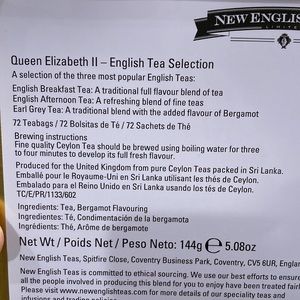 NEW ENGLISH
LIMITED
Queen Elizabeth II – English Tea Selection
A selection of the three most popular English Teas:
English Breakfast Tea: A traditional full flavour blend of tea
English Afternoon Tea: A refreshing blend of fine teas
Earl Grey Tea: A traditional blend with the added flavour of Bergamot
72 Teabags / 72 Bolsitas de Té / 72 Sachets de Thé
Brewing instructions
Fine quality Ceylon Tea should be brewed using boiling water for three
to four minutes to develop its full fresh flavour.
Produced for the United Kingdom from pure Ceylon Teas packed in Sri Lanka.
Emballé pour le Royaume-Uni en Sri Lanka utilisant les thés de Ceylon.
Embalado para el Reino Unido en Sri Lanka usando los tés de Ceylon.
TC/E/PR/1133/602
Ingredients: Tea, Bergamot Flavouring
Ingredientes: Té, Condimentación de la bergamota
Ingrédients: Thé, Arôme de bergamote
Net Wt / Poids Net / Peso Neto: 144g ℮ 5.08oz
New English Teas, Spitfire Close, Coventry Business Park, Coventry, CV5 6UR, England
New English Teas is committed to ethical sourcing. We use our best efforts to ensure
all the people involved in producing this blend for you to enjoy have been treated fairly
Please visit www.newenglishteas.com for more details of our speciality teas and
infusions and trading policies